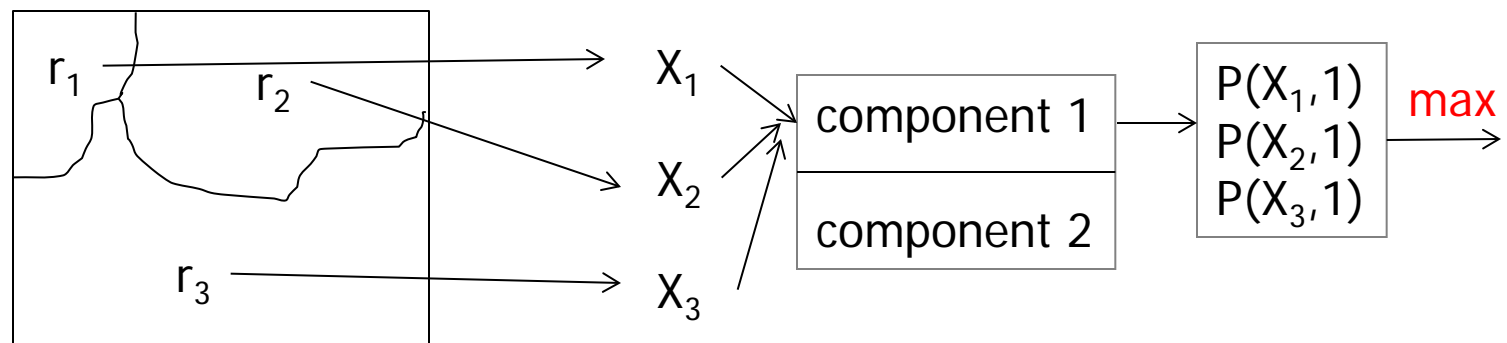 r₁
r₂
r₃
X₁
X₂
X₃
component 1
component 2
P(X₁,1)
P(X₂,1)
P(X₃,1)
max